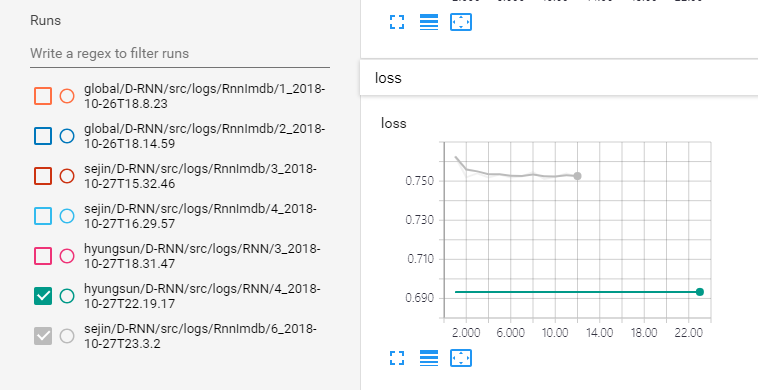 Runs
Write a regex to filter runs
global/D-RNN/src/logs/RnnImdb/1_2018-
10-26T18.8.23
global/D-RNN/src/logs/RnnImdb/2_2018-
10-26T18.14.59
sejin/D-RNN/src/logs/RnnImdb/3_2018-
10-27T15.32.46
sejin/D-RNN/src/logs/RnnImdb/4_2018-
10-27T16.29.57
hyungsun/D-RNN/src/logs/RNN/3_2018-
10-27T18.31.47
hyungsun/D-RNN/src/logs/RNN/4_2018-
10-27T22.19.17
sejin/D-RNN/src/logs/RnnImdb/6_2018-
10-27T23.3.2
loss
loss
0.750
0.730
0.710
0.690
2.000 6.000 10.00 14.00 18.00 22.00